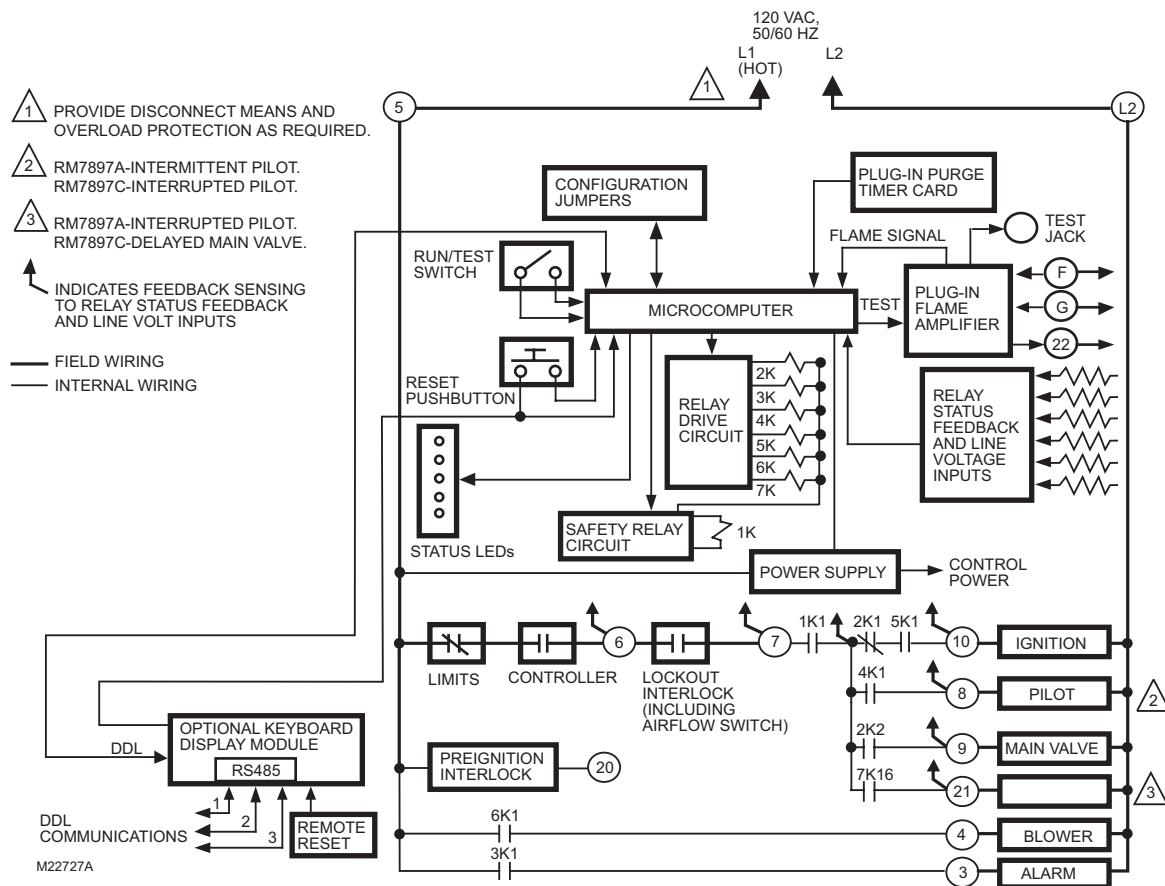 120 VAC,
50/60 HZ
L1
(HOT)
L2
1
5
L2
1 PROVIDE DISCONNECT MEANS AND
OVERLOAD PROTECTION AS REQUIRED.
2 RM7897A-INTERMITTENT PILOT.
RM7897C-INTERRUPTED PILOT.
3 RM7897A-INTERRUPTED PILOT.
RM7897C-DELAYED MAIN VALVE.
INDICATES FEEDBACK SENSING
TO RELAY STATUS FEEDBACK
AND LINE VOLT INPUTS
FIELD WIRING
INTERNAL WIRING
CONFIGURATION
JUMPERS
PLUG-IN PURGE
TIMER CARD
RUN/TEST
SWITCH
FLAME SIGNAL
TEST
JACK
MICROCOMPUTER
TEST
PLUG-IN
FLAME
AMPLIFIER
F
G
22
RESET
PUSHBUTTON
RELAY
DRIVE
CIRCUIT
2K
3K
4K
5K
6K
7K
RELAY
STATUS
FEEDBACK
AND LINE
VOLTAGE
INPUTS
STATUS LEDs
SAFETY RELAY
CIRCUIT
1K
POWER SUPPLY
CONTROL
POWER
LIMITS
CONTROLLER
6
LOCKOUT
INTERLOCK
(INCLUDING
AIRFLOW SWITCH)
7
1K1
2K1
5K1
10
IGNITION
4K1
8
PILOT
2
2K2
9
MAIN VALVE
7K16
21
3
PREIGNITION
INTERLOCK
20
6K1
4
BLOWER
3K1
3
ALARM
OPTIONAL KEYBOARD
DISPLAY MODULE
DDL
RS485
1
2
3
DDL
COMMUNICATIONS
REMOTE
RESET
M22727A